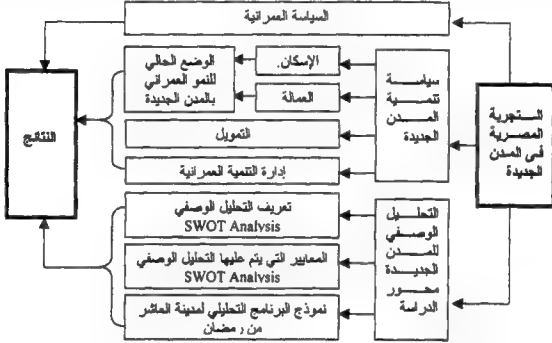 السياسة العمرانية
التجربة
المصرية
فى المدن
الجديدة
سياسة
تنمية
المدن
الجديدة
الإسكان.
العمالة
الوضع الحالي
للنمو العمراني
بالمدن الجديدة
التمويل
إدارة التنمية العمرانية
التحليل
الوصفي
للمدن
الجديدة
محور
الدراسة
تعريف التحليل الوصفي
SWOT Analysis
المعايير التي يتم عليها التحليل الوصفي
SWOT Analysis
نموذج البرنامج التحليلي لمدينة العاشر
من رمضان
النتائج